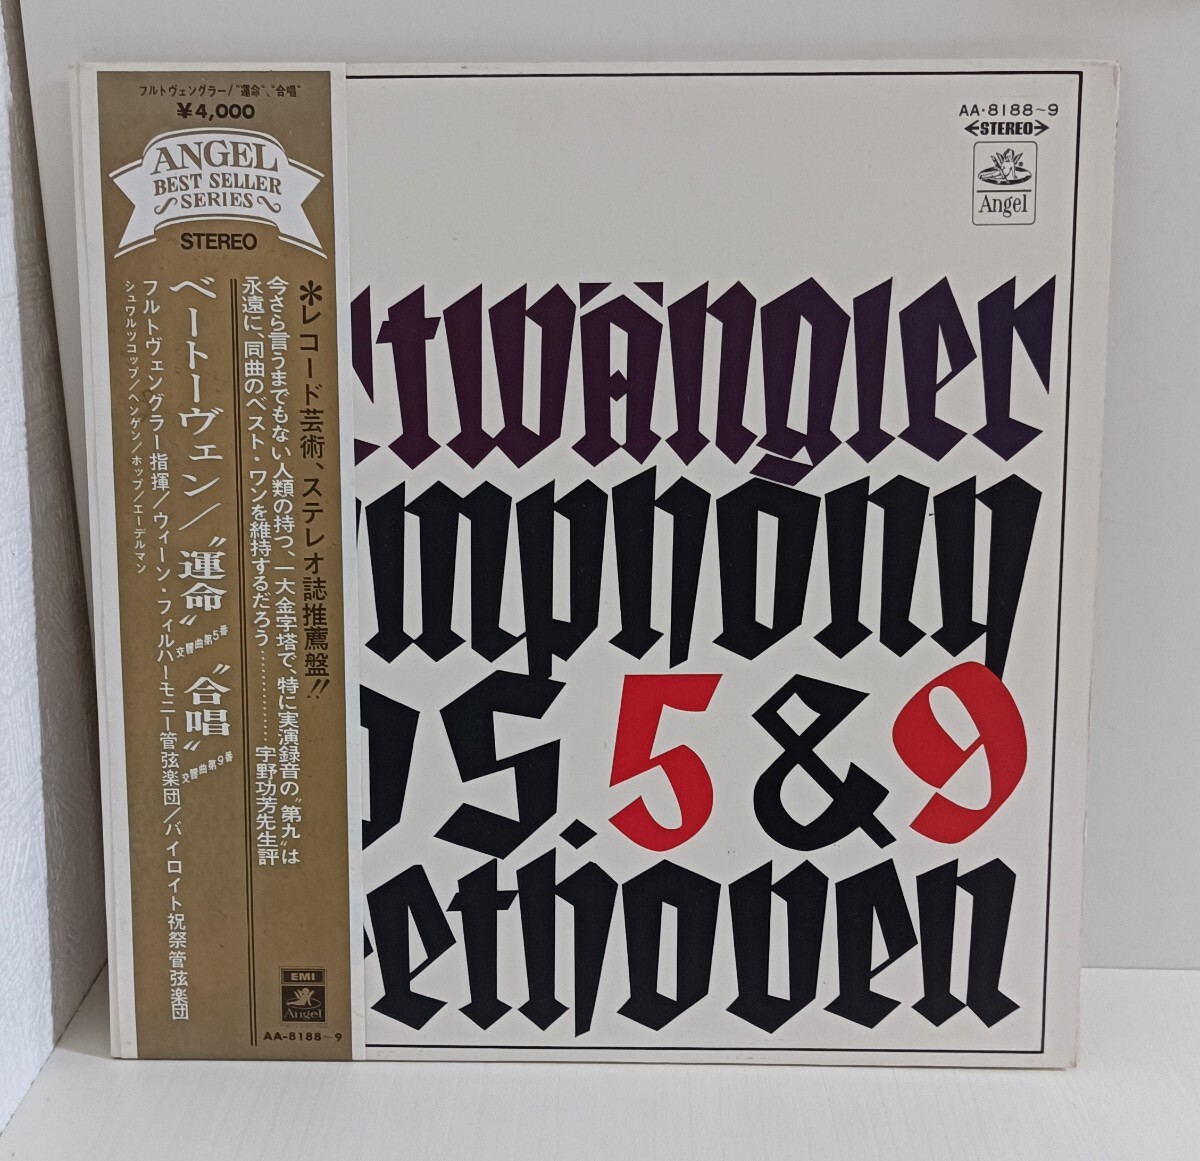 フルトヴェングラー/"運命"、"合唱"
¥4,000
ANGEL
BEST SELLER
SERIES
STEREO
＊レコード芸術、ステレオ誌推薦盤!!
今さら言うまでもない人類の持つ、一大金字塔で、特に実演録音の"第九"は
永遠に、同曲のベスト・ワンを維持するだろう…………… 宇野功芳先生評
ベートーヴェン/"運命" 交響曲第5番 "合唱" 交響曲第9番
フルトヴェングラー指揮/ウィーン・フィルハーモニー管弦楽団/バイロイト祝祭管弦楽団
シュワルツコップ/ヘンゲン/ホップ/エーデルマン
EMI
Angel
AA-8188~9
AA·8188~9
STEREO
Angel
twängler
ymphony
os. 5 & 9
eethoven